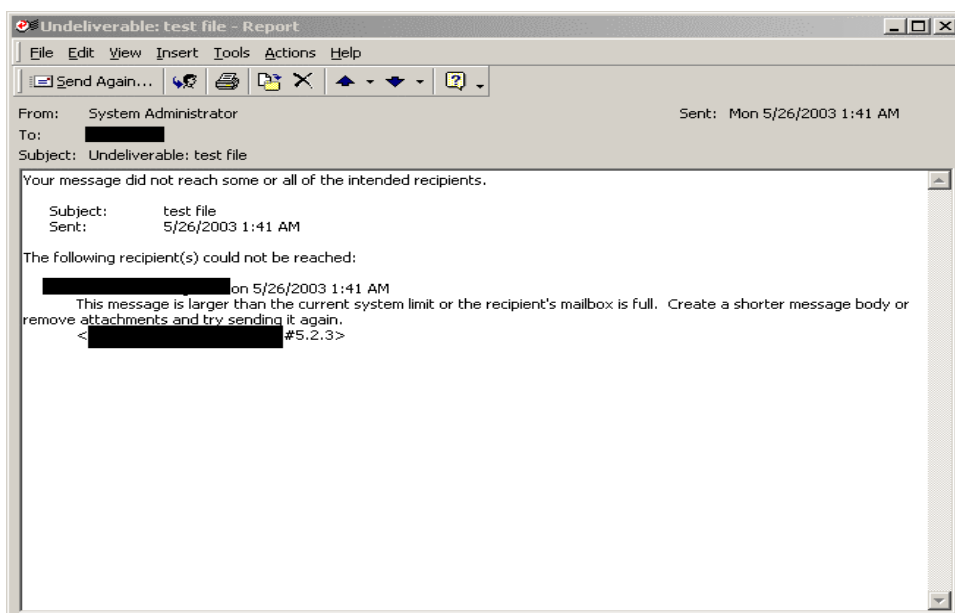 Undeliverable: test file - Report
File Edit View Insert Tools Actions Help
Send Again...
From: System Administrator Sent: Mon 5/26/2003 1:41 AM
To:
Subject: Undeliverable: test file
Your message did not reach some or all of the intended recipients.
Subject: test file
Sent: 5/26/2003 1:41 AM
The following recipient(s) could not be reached:
on 5/26/2003 1:41 AM
This message is larger than the current system limit or the recipient's mailbox is full. Create a shorter message body or
remove attachments and try sending it again.
< #5.2.3>